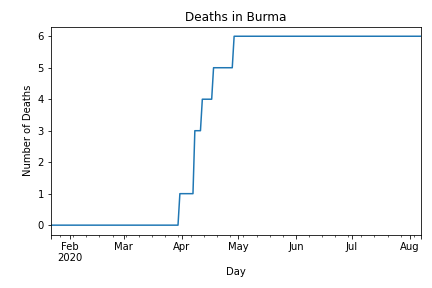 Deaths in Burma
Number of Deaths
6
5
4
3
2
1
0
Feb
2020
Mar
Apr
May
Jun
Jul
Aug
Day